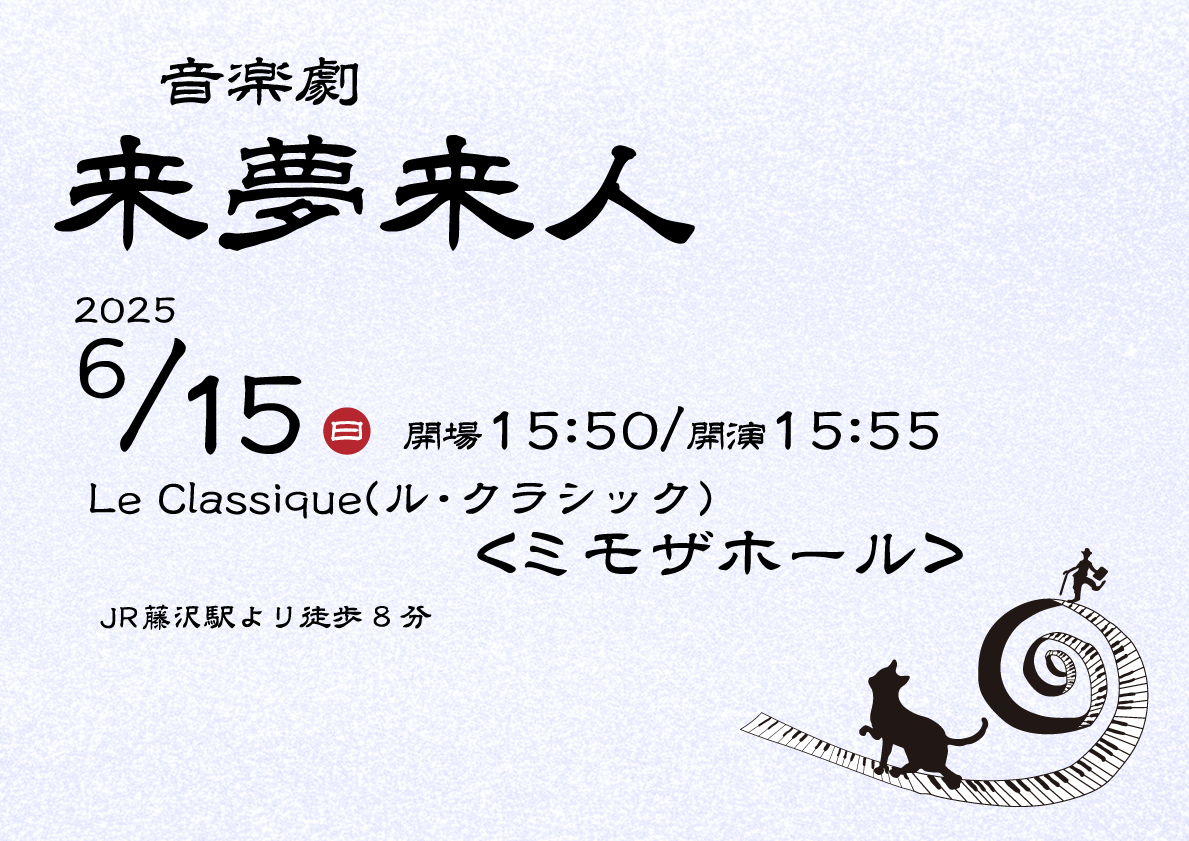 音楽劇
来夢来人
2025
6/15 日 開場15:50/開演15:55
Le Classique(ル・クラシック)
<ミモザホール>
JR藤沢駅より徒歩8分